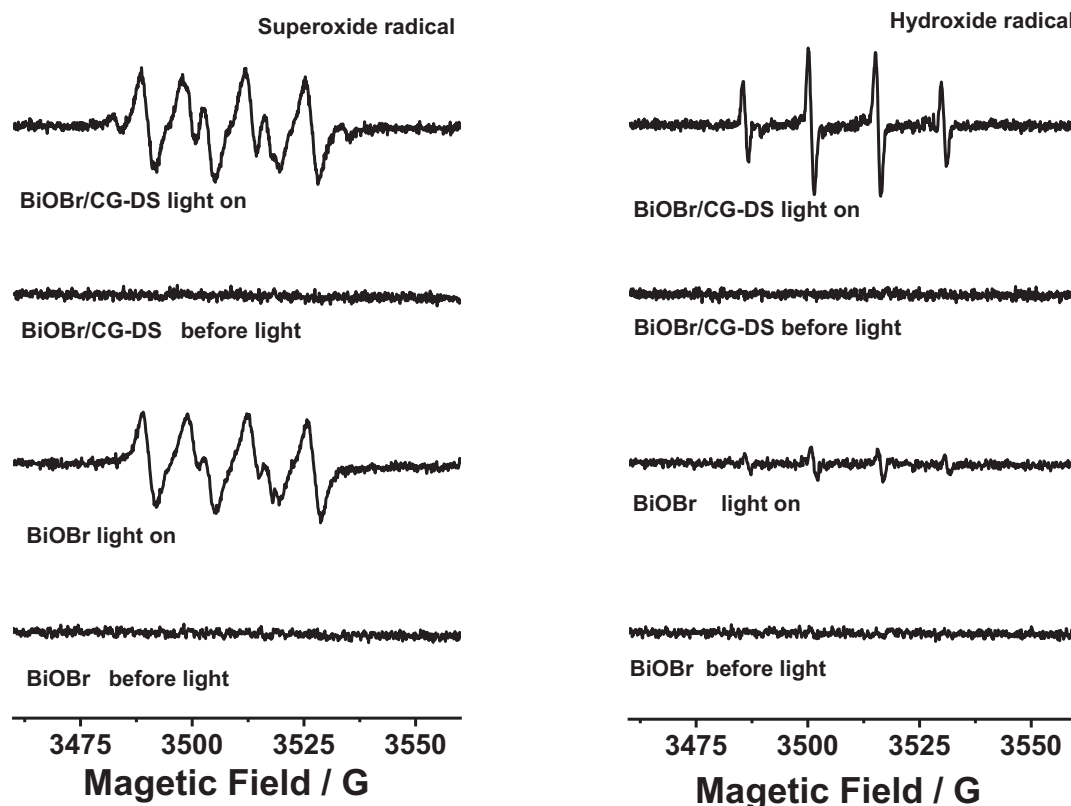 Superoxide radical
BiOBr/CG-DS light on
BiOBr/CG-DS before light
BiOBr light on
BiOBr before light
3475 3500 3525 3550
Magetic Field / G
Hydroxide radical
BiOBr/CG-DS light on
BiOBr/CG-DS before light
BiOBr light on
BiOBr before light
3475 3500 3525 3550
Magetic Field / G